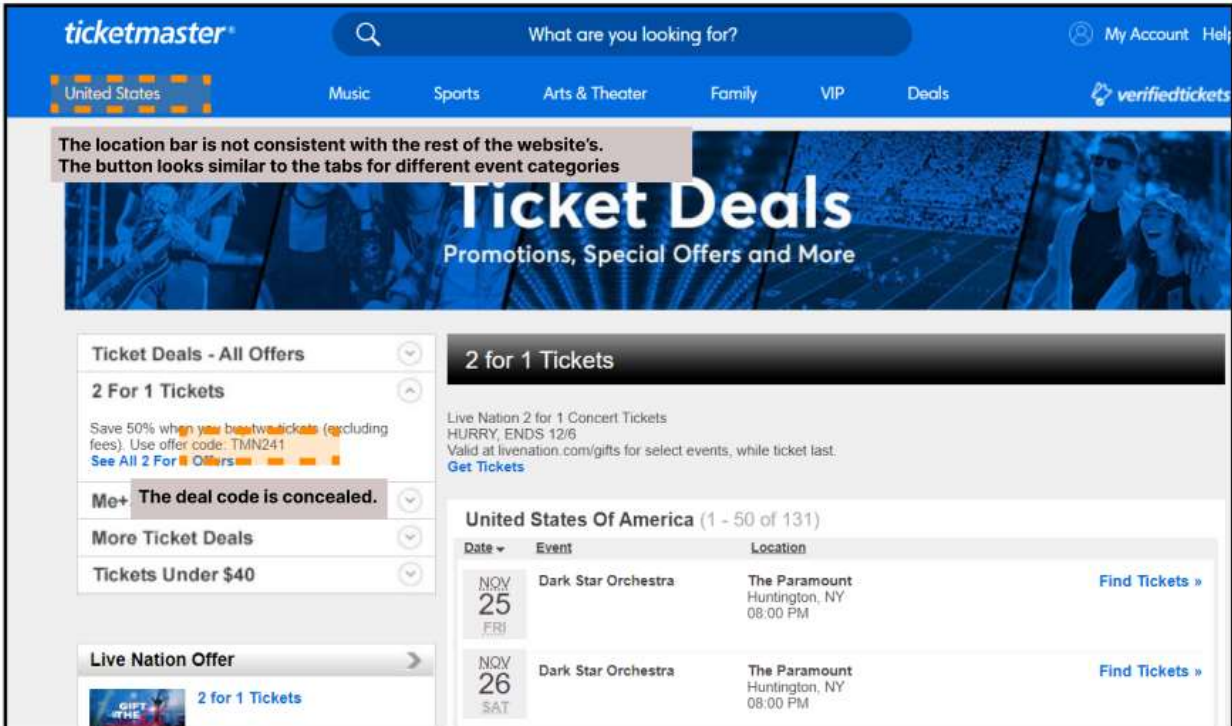 ticketmaster®
What are you looking for?
My Account Help
United States
Music Sports Arts & Theater Family VIP Deals
verifiedtickets
The location bar is not consistent with the rest of the website's.
The button looks similar to the tabs for different event categories
Ticket Deals
Promotions, Special Offers and More
Ticket Deals - All Offers
2 For 1 Tickets
Save 50% when you buy two tickets (excluding
fees). Use offer code: TMN241
See All 2 For 1 Offers
Me+
The deal code is concealed.
More Ticket Deals
Tickets Under $40
Live Nation Offer
GIFT
THE
2 for 1 Tickets
2 for 1 Tickets
Live Nation 2 for 1 Concert Tickets
HURRY, ENDS 12/6
Valid at livenation.com/gifts for select events, while ticket last.
Get Tickets
United States Of America (1 - 50 of 131)
Date Event Location
NOV
25
FRI
Dark Star Orchestra
The Paramount
Huntington, NY
08:00 PM
Find Tickets »
NOV
26
SAT
Dark Star Orchestra
The Paramount
Huntington, NY
08:00 PM
Find Tickets »